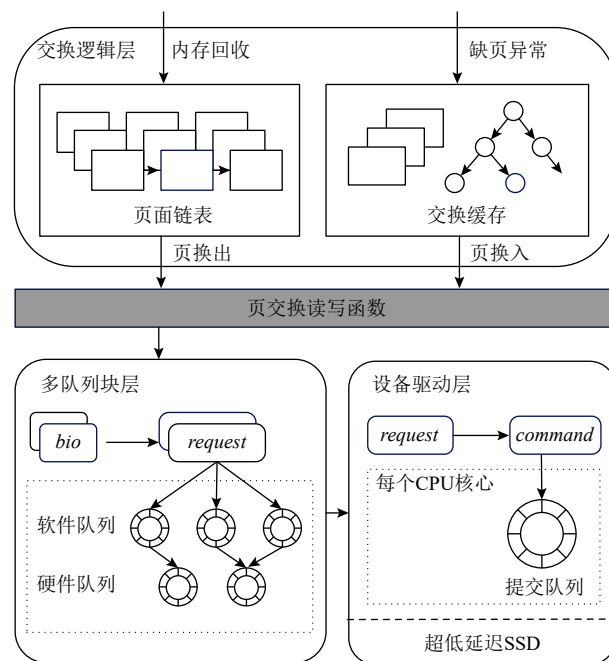 交换逻辑层
内存回收
缺页异常
页面链表
交换缓存
页换出
页换入
页交换读写函数
多队列块层
bio
request
软件队列
硬件队列
设备驱动层
request
command
每个CPU核心
提交队列
超低延迟SSD